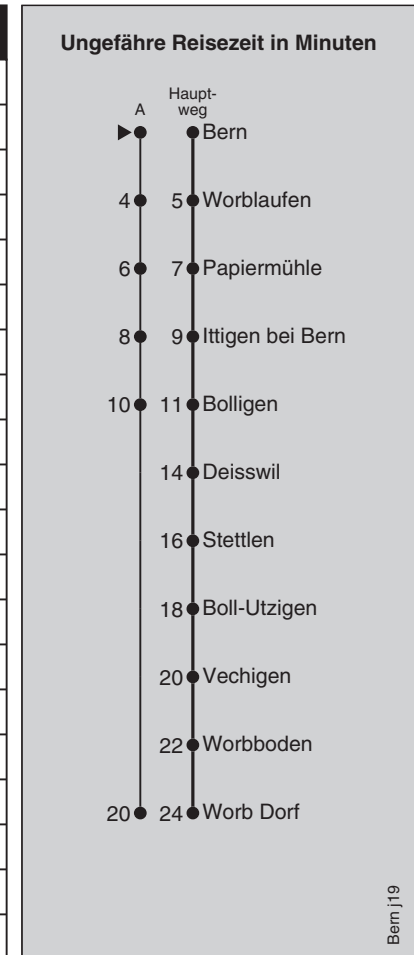 Ungefähre Reisezeit in Minuten
A Haupt-
weg
Bern
4 5 Worblaufen
6 7 Papiermühle
8 9 Ittigen bei Bern
10 11 Bolligen
14 Deisswil
16 Stettlen
18 Boll-Utzigen
20 Vechigen
22 Worbboden
20 24 Worb Dorf
Bern j19